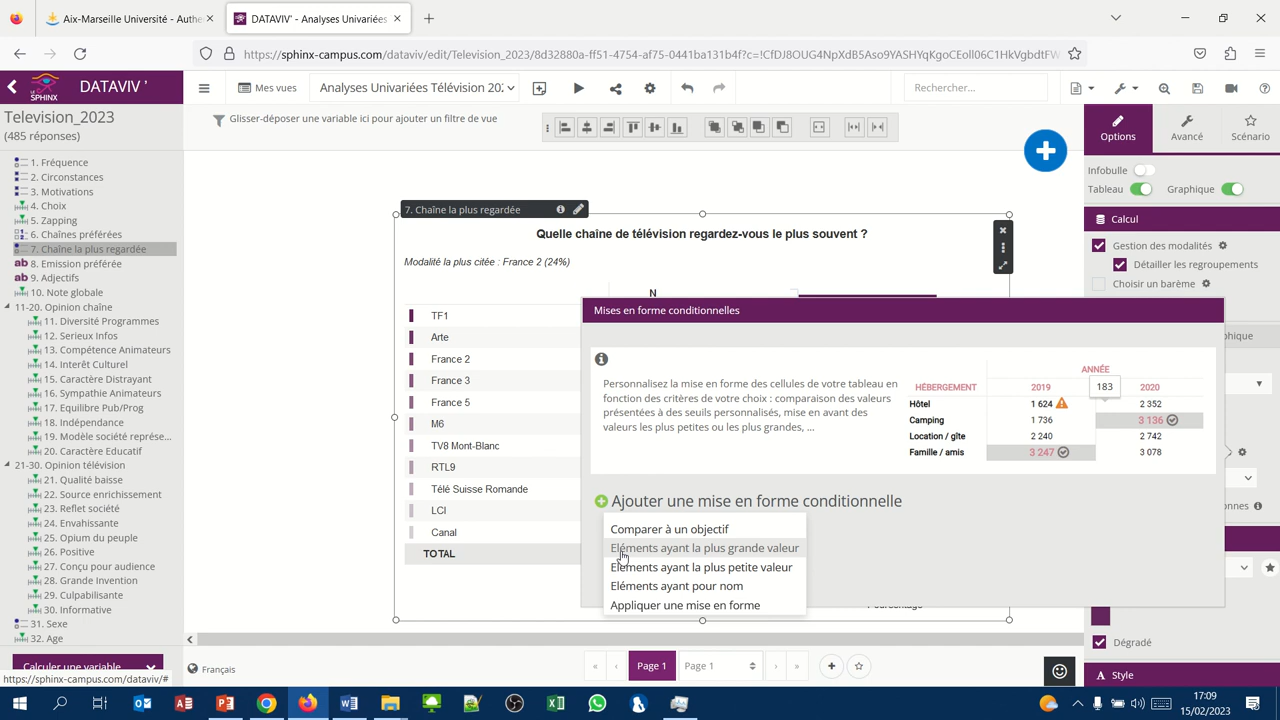 Aix-Marseille Université - Authe
DATAVIV' - Analyses Univariées
https://sphinx-campus.com/dataviv/edit/Television_2023/8d32880a-ff51-4754-af75-0441ba131b4f?c=!CfDJ8OUG4NpXdB5Aso9YASHYqKgoCEoll06C1HkVgbdtFW
LE SPHINX
DATAVIV '
Mes vues
Analyses Univariées Télévision 202
Rechercher...
Television_2023
(485 réponses)
Glisser-déposer une variable ici pour ajouter un filtre de vue
Options
Avancé
Scénario
1. Fréquence
2. Circonstances
3. Motivations
4. Choix
5. Zapping
6. Chaînes préférées
7. Chaîne la plus regardée
8. Emission préférée
9. Adjectifs
10. Note globale
11-20. Opinion chaîne
11. Diversité Programmes
12. Serieux Infos
13. Compétence Animateurs
14. Interêt Culturel
15. Caractère Distrayant
16. Sympathie Animateurs
17. Equilibre Pub/Prog
18. Indépendance
19. Modèle société représe...
20. Caractère Educatif
21-30. Opinion télévision
21. Qualité baisse
22. Source enrichissement
23. Reflet société
24. Envahissante
25. Opium du peuple
26. Positive
27. Conçu pour audience
28. Grande Invention
29. Culpabilisante
30. Informative
31. Sexe
32. Age
Calculer une variable
https://sphinx-campus.com/dataviv/#
7. Chaîne la plus regardée
Quelle chaine de télévision regardez-vous le plus souvent ?
Modalité la plus citée : France 2 (24%)
N
TF1
Arte
France 2
France 3
France 5
M6
TV8 Mont-Blanc
RTL9
Télé Suisse Romande
LCI
Canal
TOTAL
Pourcentage
Mises en forme conditionnelles
Personnalisez la mise en forme des cellules de votre tableau en
fonction des critères de votre choix : comparaison des valeurs
présentées à des seuils personnalisés, mise en avant des
valeurs les plus petites ou les plus grandes, ...
ANNÉE
HÉBERGEMENT 2019 2020
183
Hôtel 1 624 2 352
Camping 1 736 3 136
Location / gîte 2 240 2 742
Famille / amis 3 247 3 078
Ajouter une mise en forme conditionnelle
Comparer à un objectif
Eléments ayant la plus grande valeur
Eléments ayant la plus petite valeur
Eléments ayant pour nom
Appliquer une mise en forme
Infobulle
Tableau
Graphique
Calcul
Gestion des modalités
Détailler les regroupements
Choisir un barème
Dégradé
Style
Français
Page 1
Page 1
17:09
15/02/2023